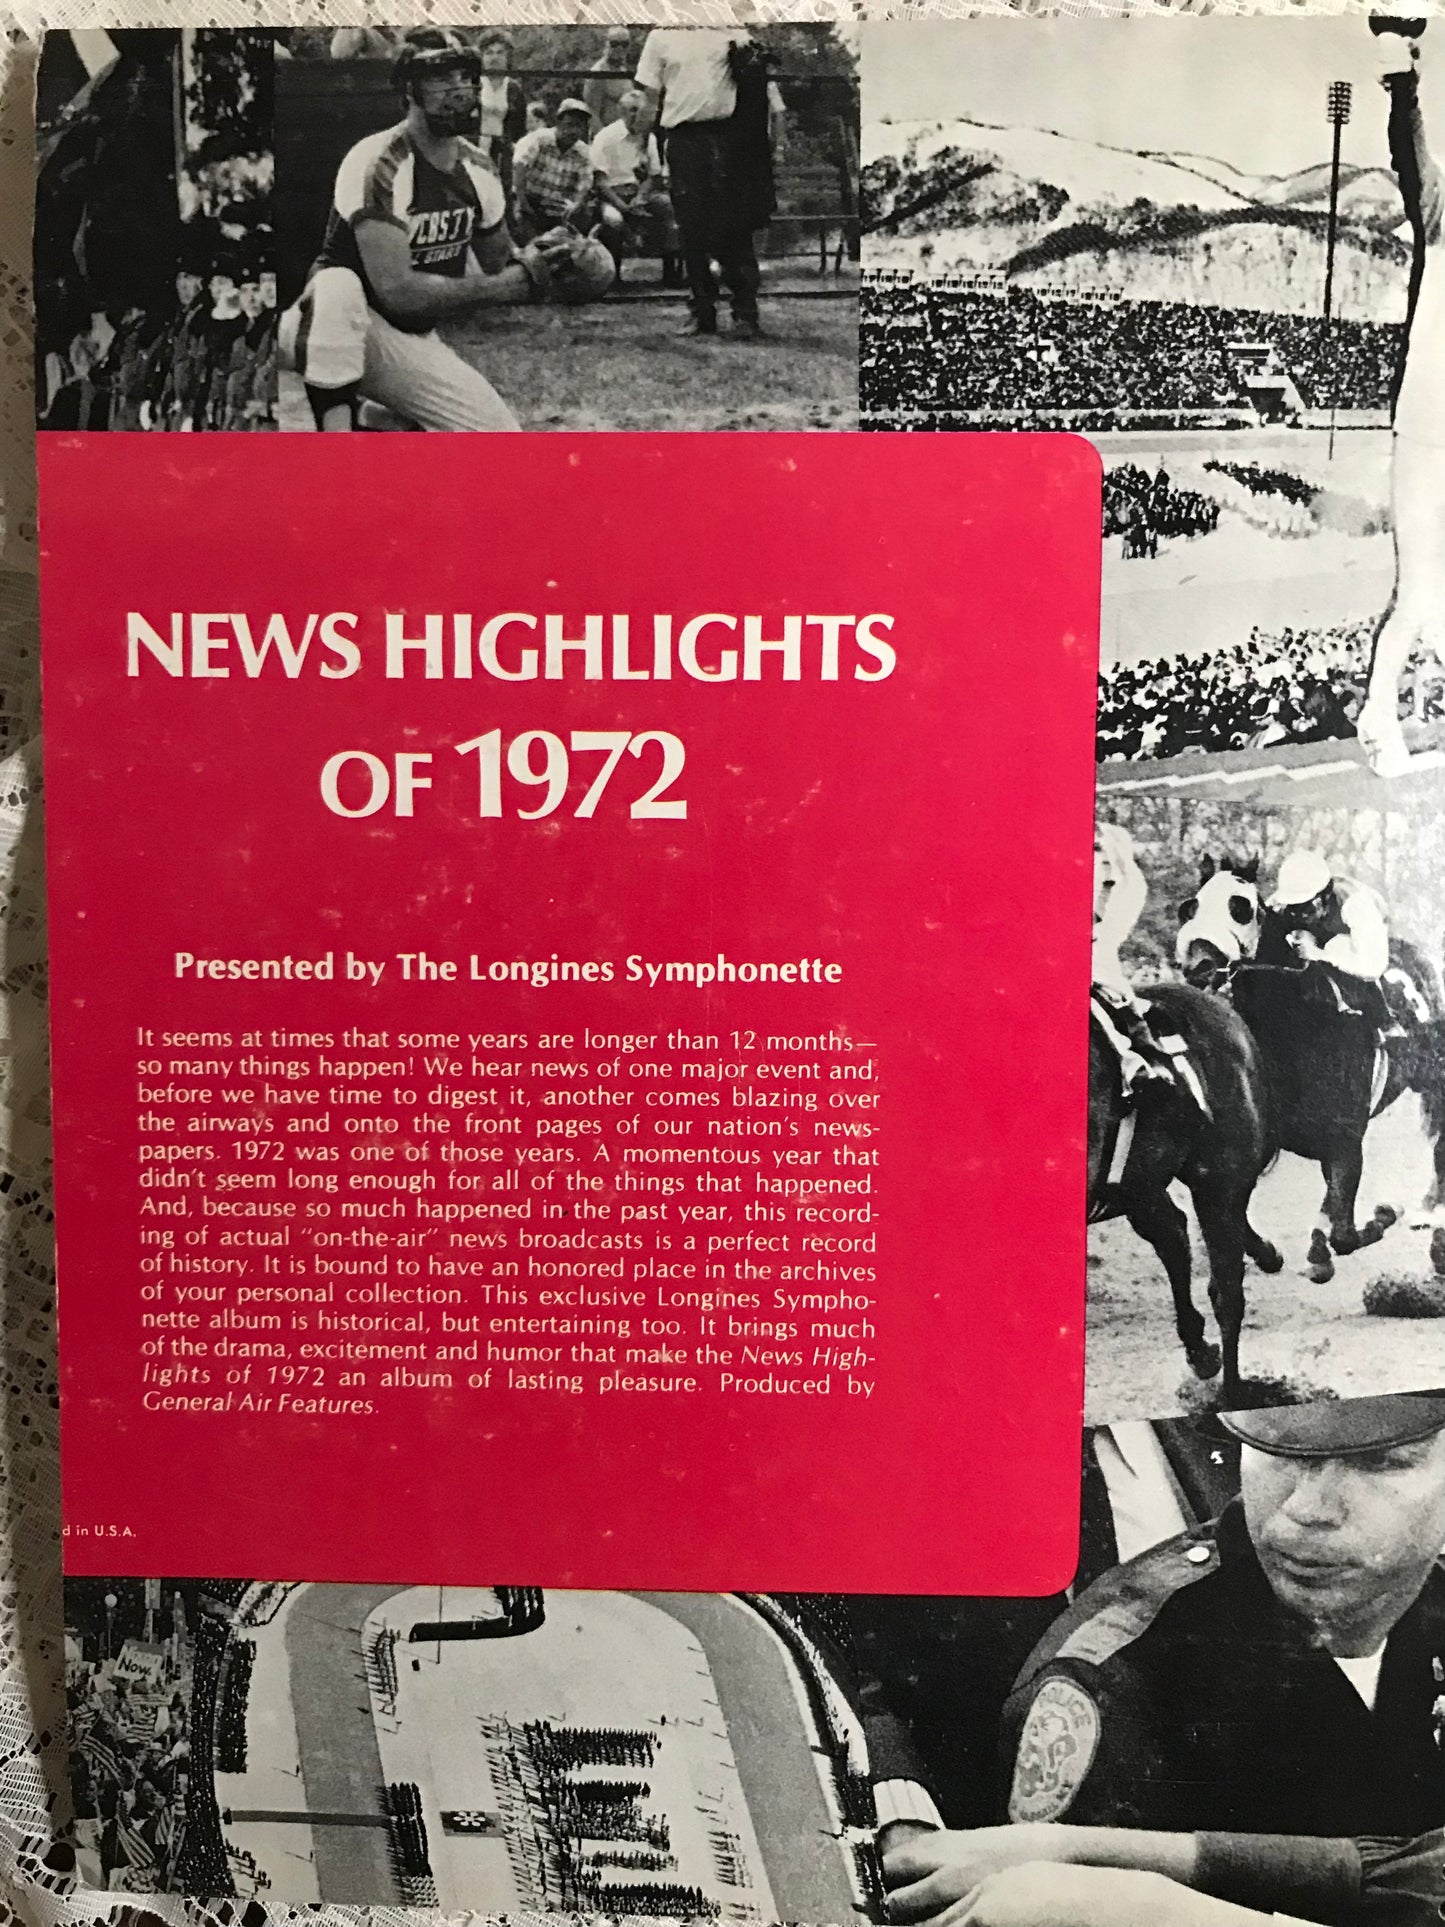 NEWS HIGHLIGHTS
OF 1972
Presented by The Longines Symphonette
It seems at times that some years are longer than 12 months—
so many things happen! We hear news of one major event and,
before we have time to digest it, another comes blazing over
the airways and onto the front pages of our nation's news-
papers. 1972 was one of those years. A momentous year that
didn't seem long enough for all of the things that happened.
And, because so much happened in the past year, this record-
ing of actual "on-the-air" news broadcasts is a perfect record
of history. It is bound to have an honored place in the archives
of your personal collection. This exclusive Longines Sympho-
nette album is historical, but entertaining too. It brings much
of the drama, excitement and humor that make the News High-
lights of 1972 an album of lasting pleasure. Produced by
General Air Features.
d in U.S.A.
Now
POLICE